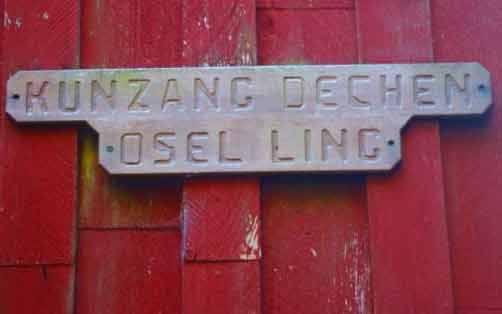 KUNZANG DECHEN
OSEL LING